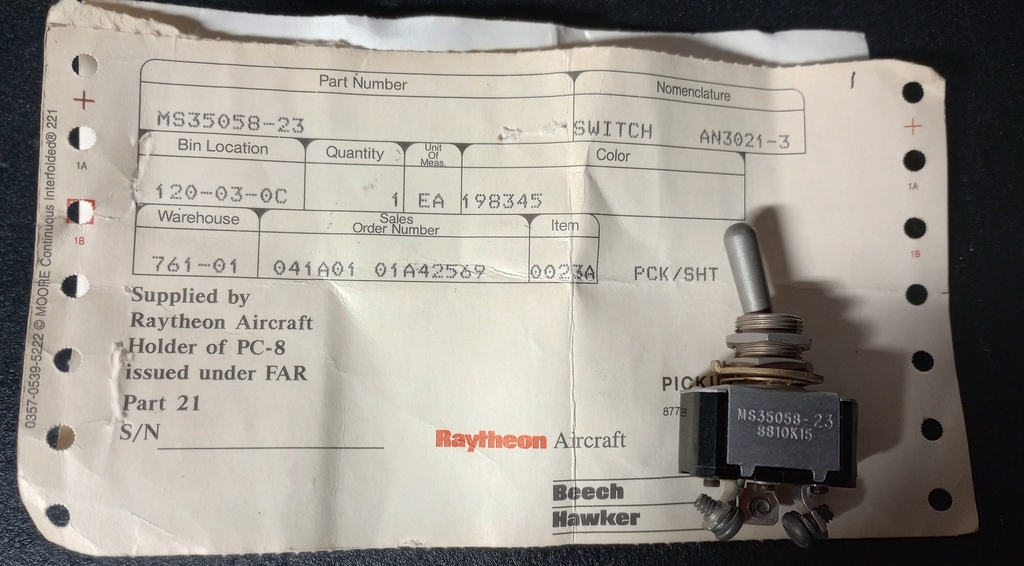 Part Number
Nomenclature
MS35058-23
SWITCH AN3021-3
Bin Location
Quantity
Unit Of Meas.
Color
120-03-0C
1
EA
198345
Warehouse
Sales Order Number
Item
761-01
041A01 01A42569
0023A
PCK/SHT
Supplied by
Raytheon Aircraft
Holder of PC-8
issued under FAR
Part 21
S/N
Raytheon Aircraft
Beech
Hawker
MS35058-23
8810K15
0357-0539-5222 © MOORE Continuous Interfolded® 221
1A
1B
1A
1B